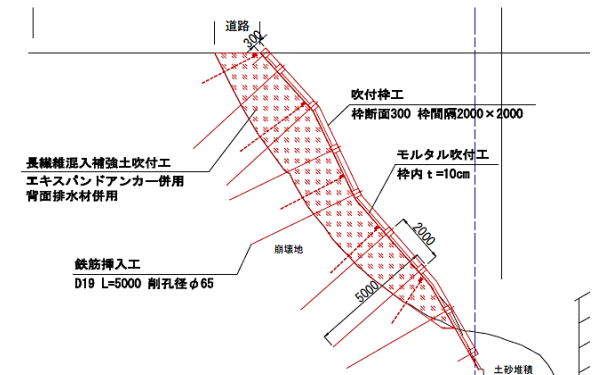 道路
300
吹付枠工
枠断面300 枠間隔2000×2000
モルタル吹付工
枠内 t=10cm
長繊維混入補強土吹付工
エキスパンドアンカー併用
背面排水材併用
2000
崩壊地
鉄筋挿入工
D19 L=5000 削孔径φ65
5000
土砂堆積